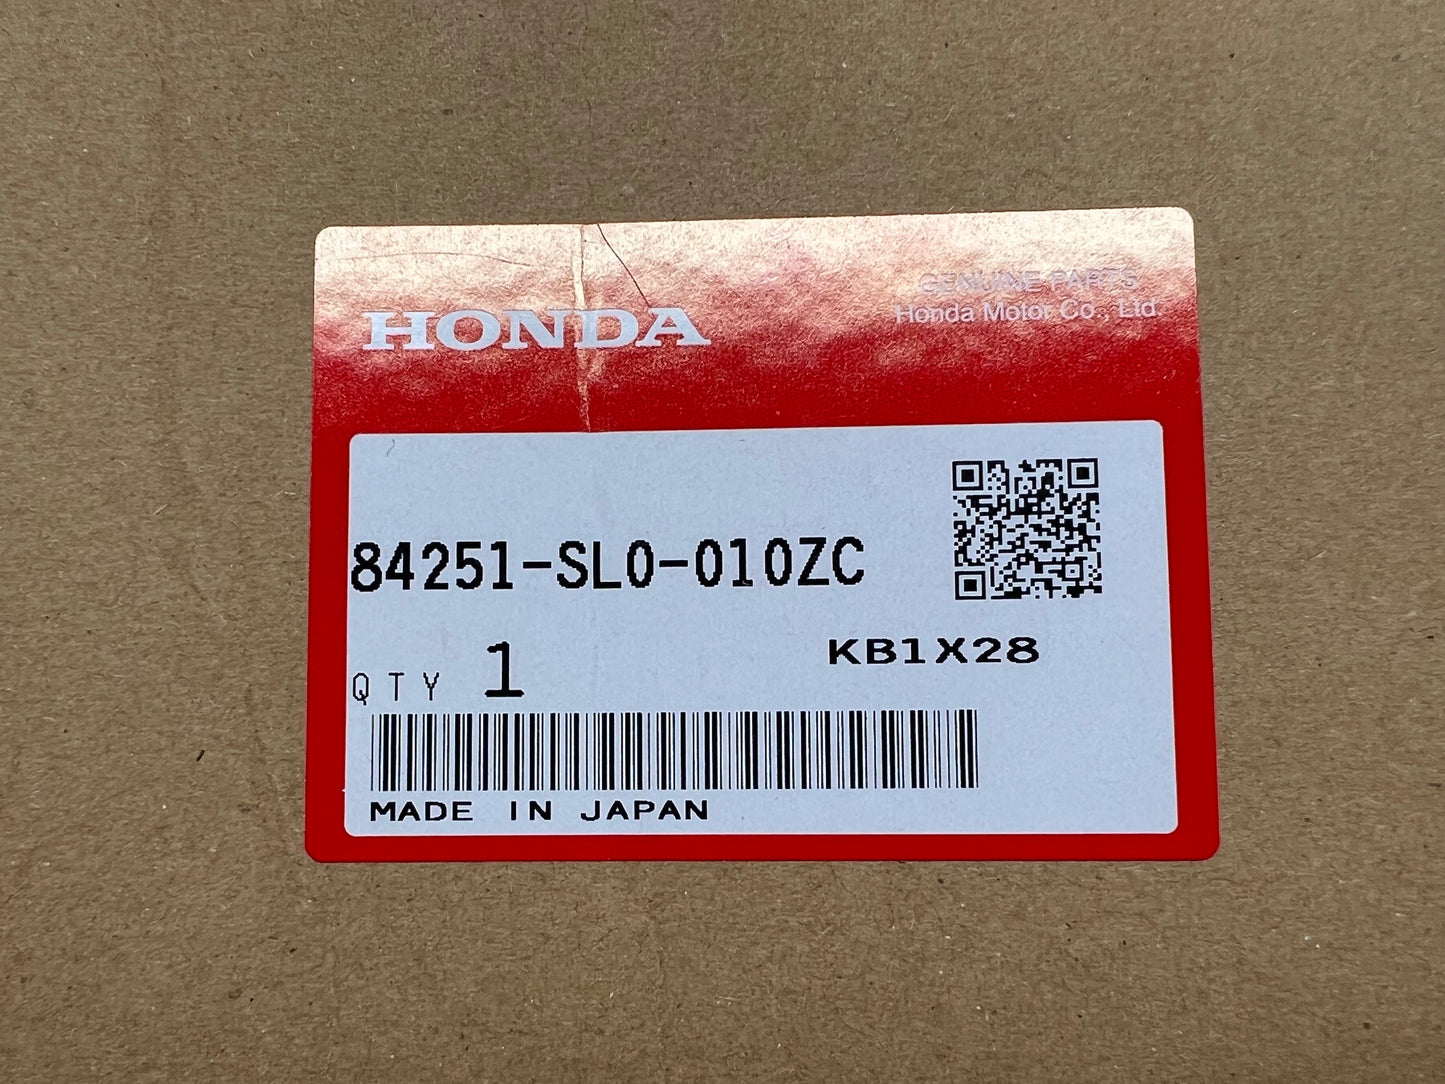 HONDA
GENUINE PARTS
Honda Motor Co., Ltd.
84251-SL0-010ZC
KB1X28
QTY 1
MADE IN JAPAN